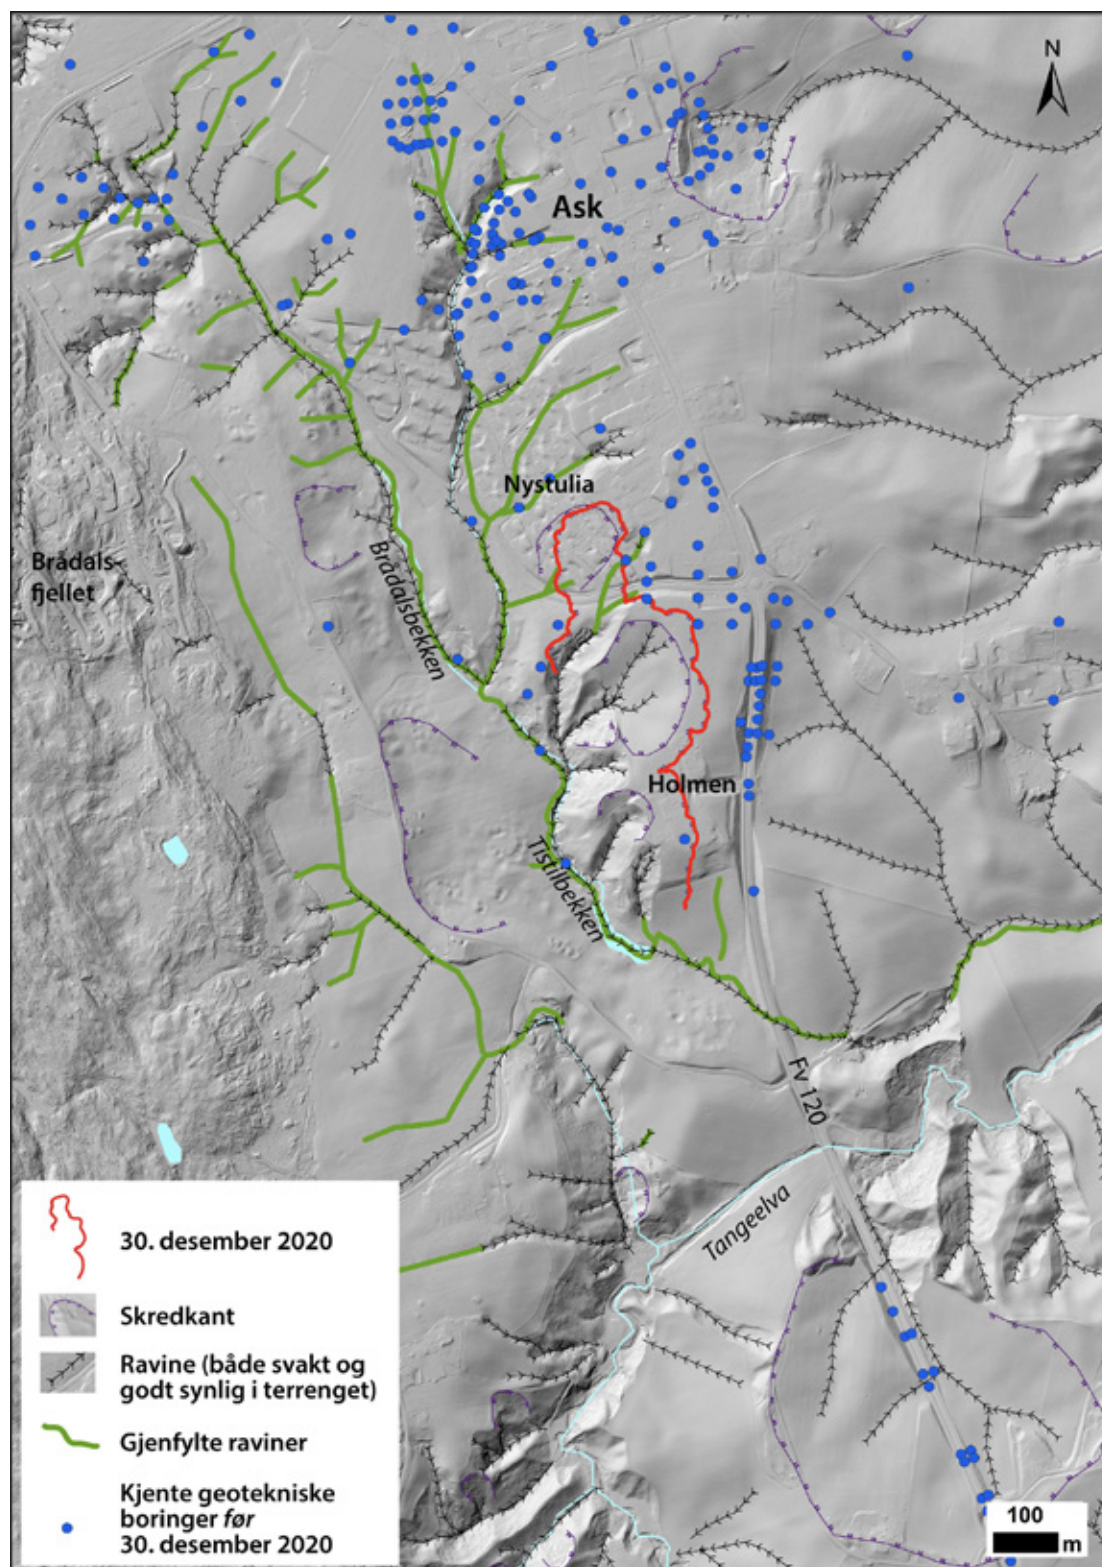 N
Ask
Nystulia
Brådals-
fjellet
Brådalsbekken
Holmen
Tistilbekken
Fv 120
Tangeelva
30. desember 2020
Skredkant
Ravine (både svakt og
godt synlig i terrenget)
Gjenfylte raviner
Kjente geotekniske
boringer før
30. desember 2020
100
m